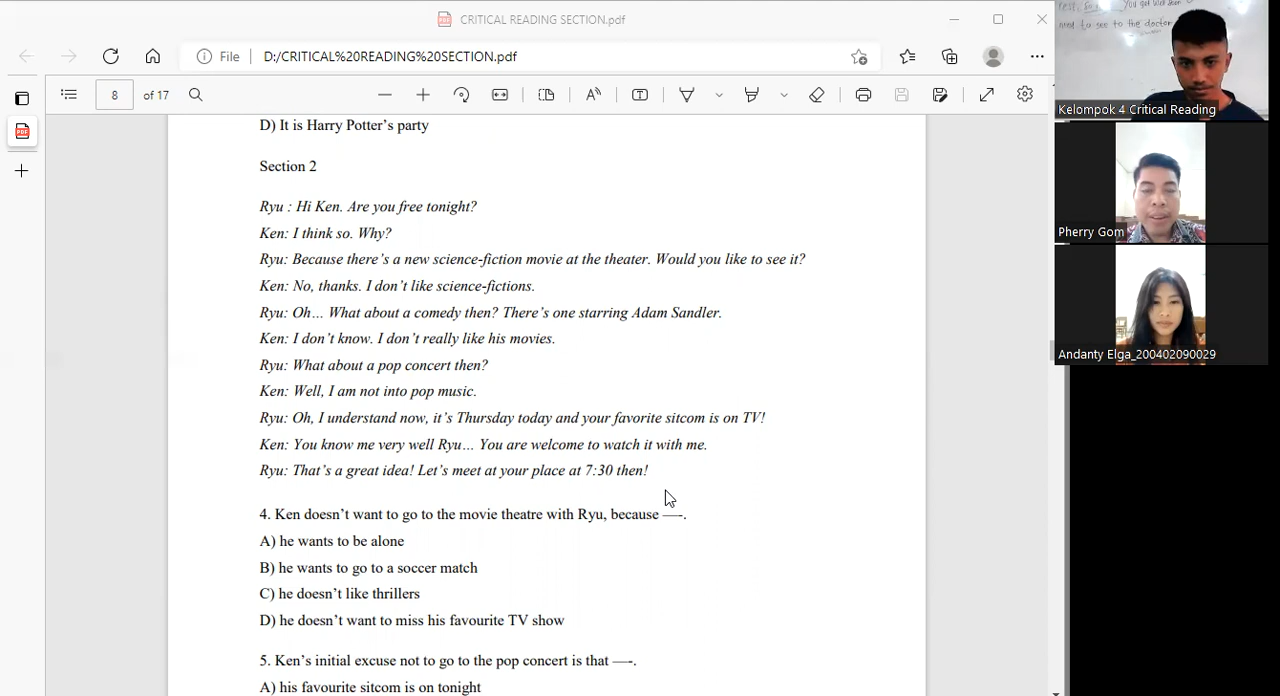 CRITICAL READING SECTION.pdf
File
D:/CRITICAL%20READING%20SECTION.pdf
8 of 17
D) It is Harry Potter's party
Section 2
Ryu : Hi Ken. Are you free tonight?
Ken: I think so. Why?
Ryu: Because there's a new science-fiction movie at the theater. Would you like to see it?
Ken: No, thanks. I don't like science-fictions.
Ryu: Oh… What about a comedy then? There's one starring Adam Sandler.
Ken: I don't know. I don't really like his movies.
Ryu: What about a pop concert then?
Ken: Well, I am not into pop music.
Ryu: Oh, I understand now, it's Thursday today and your favorite sitcom is on TV!
Ken: You know me very well Ryu… You are welcome to watch it with me.
Ryu: That's a great idea! Let's meet at your place at 7:30 then!
4. Ken doesn't want to go to the movie theatre with Ryu, because —-.
A) he wants to be alone
B) he wants to go to a soccer match
C) he doesn't like thrillers
D) he doesn't want to miss his favourite TV show
5. Ken's initial excuse not to go to the pop concert is that —-.
A) his favourite sitcom is on tonight
You get
need to see to the doctor
Kelompok 4 Critical Reading
Pherry Gom
Andanty Elga_200402090029